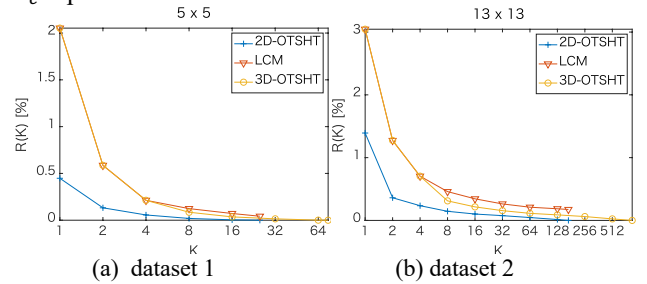 5 x 5
2
1.5
1
0.5
0
R(K) [%]
2D-OTSHT
LCM
3D-OTSHT
1 2 4 8 16 32 64
K
(a) dataset 1
13 x 13
3
2
1
0
R(K) [%]
2D-OTSHT
LCM
3D-OTSHT
1 2 4 8 16 32 64 128 256 512
K
(b) dataset 2